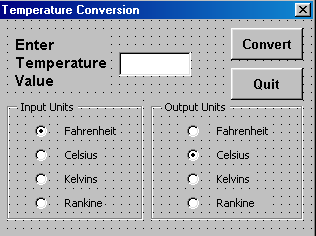 Temperature Conversion
Enter
Temperature
Value
Convert
Quit
Input Units
Fahrenheit
Celsius
Kelvins
Rankine
Output Units
Fahrenheit
Celsius
Kelvins
Rankine